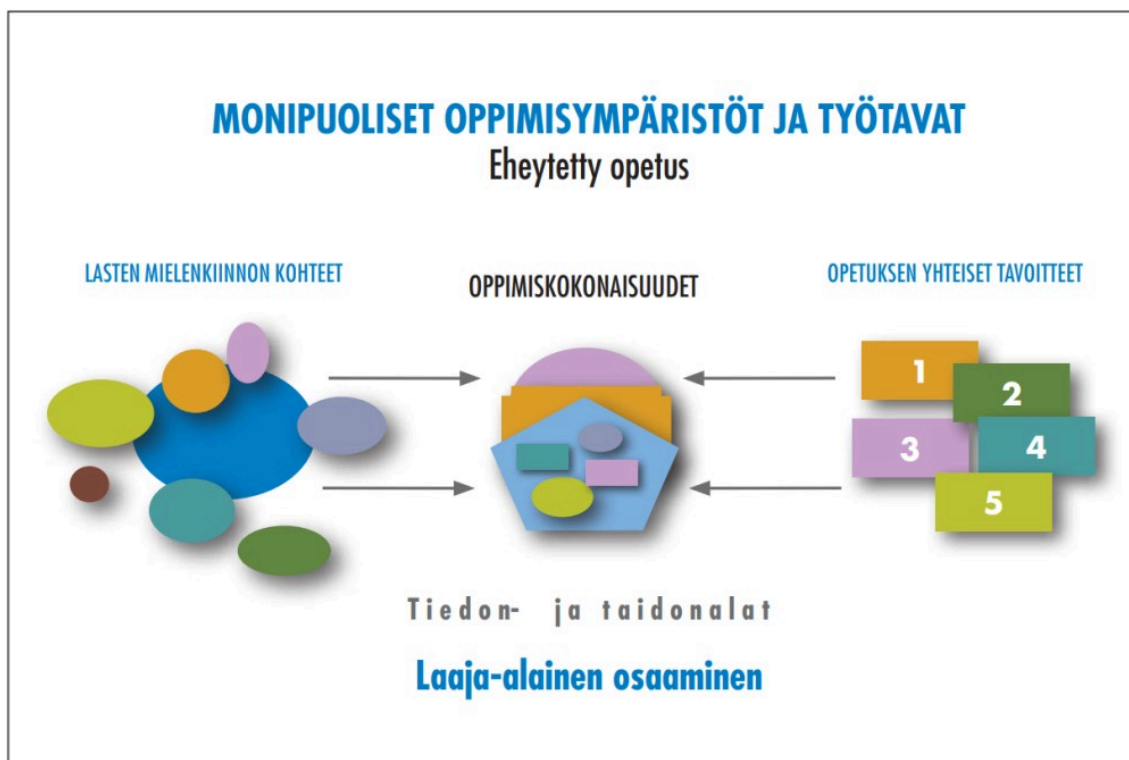 MONIPUOLISET OPPIMISYMPÄRISTÖT JA TYÖTAVAT
Eheytetty opetus
LASTEN MIELENKIINNON KOHTEET
OPPIMISKOKONAISUUDET
OPETUKSEN YHTEISET TAVOITTEET
1
2
3
4
5
Tiedon- ja taidonalat
Laaja-alainen osaaminen